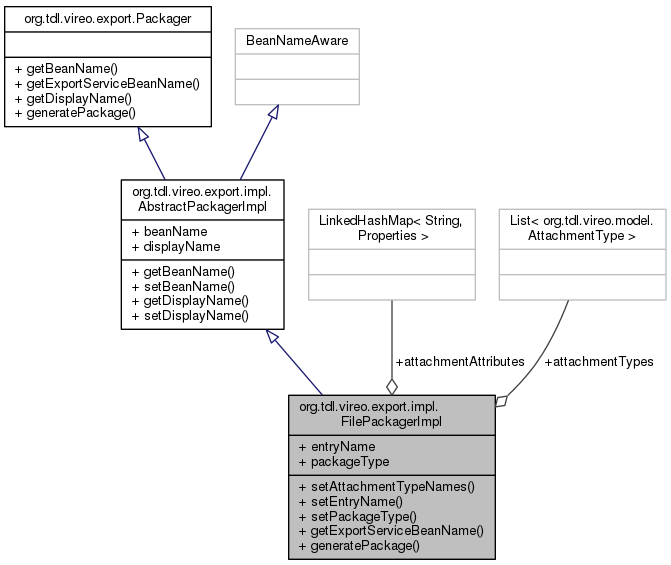 org.tdl.vireo.export.Packager
+ getBeanName()
+ getExportServiceBeanName()
+ getDisplayName()
+ generatePackage()
BeanNameAware
org.tdl.vireo.export.impl.
AbstractPackagerImpl
+ beanName
+ displayName
+ getBeanName()
+ setBeanName()
+ getDisplayName()
+ setDisplayName()
LinkedHashMap< String,
Properties >
List< org.tdl.vireo.model.
AttachmentType >
+attachmentAttributes
+attachmentTypes
org.tdl.vireo.export.impl.
FilePackagerImpl
+ entryName
+ packageType
+ setAttachmentTypeNames()
+ setEntryName()
+ setPackageType()
+ getExportServiceBeanName()
+ generatePackage()